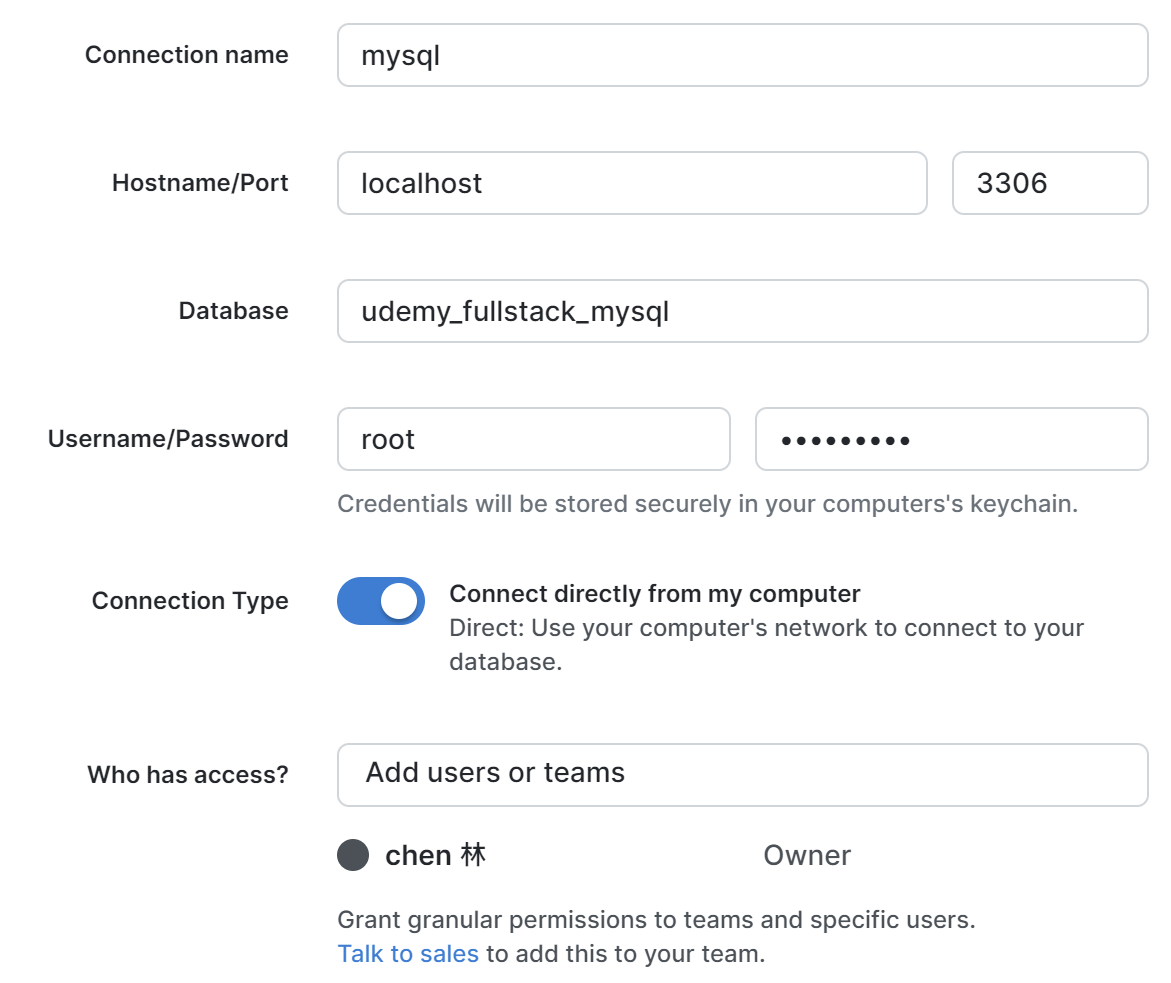 Connection name mysql
Hostname/Port localhost 3306
Database udemy_fullstack_mysql
Username/Password root •••••••••
Credentials will be stored securely in your computers's keychain.
Connection Type Connect directly from my computer
Direct: Use your computer's network to connect to your
database.
Who has access? Add users or teams
chen 林 Owner
Grant granular permissions to teams and specific users.
Talk to sales to add this to your team.